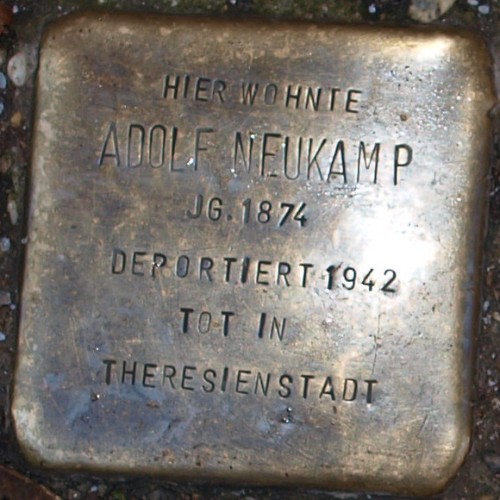 HIER WOHNTE
ADOLF NEUKAMP
JG. 1874
DEPORTIERT 1942
TOT IN
THERESIENSTADT